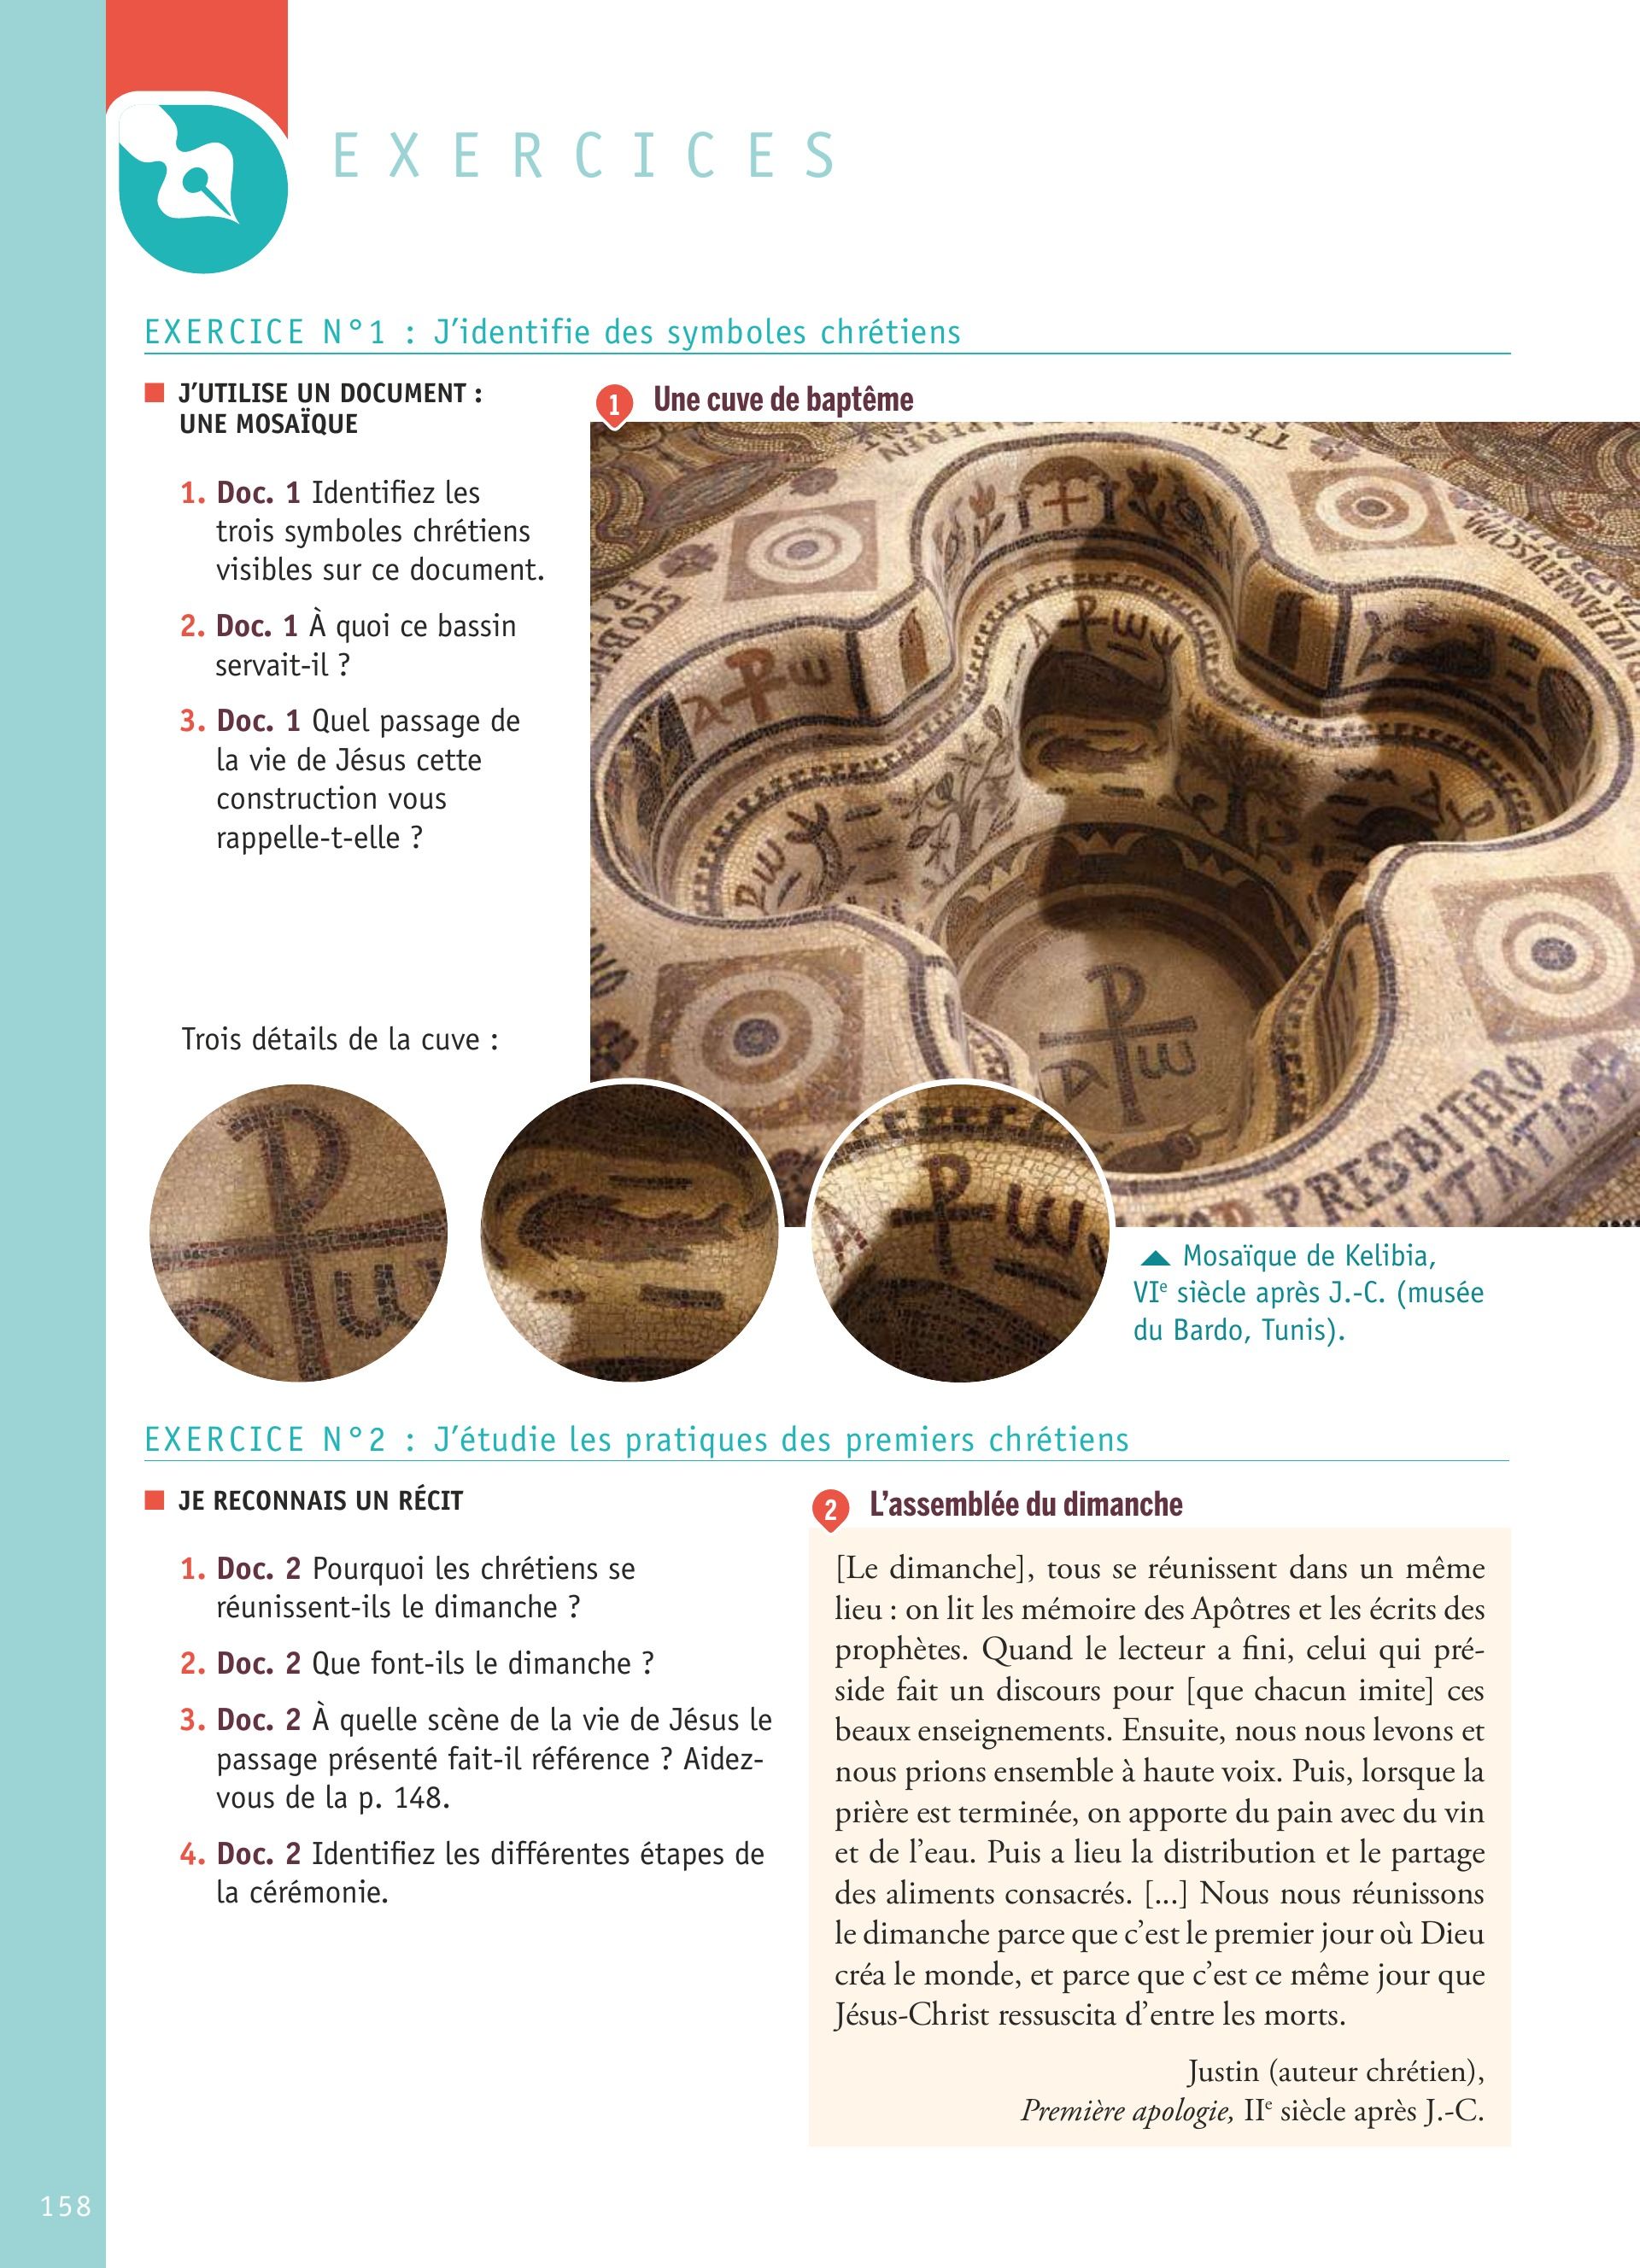 EXERCICES
EXERCICE N°1 : J'identifie des symboles chrétiens
J'UTILISE UN DOCUMENT :
UNE MOSAÏQUE
1. Doc. 1 Identifiez les
trois symboles chrétiens
visibles sur ce document.
2. Doc. 1 À quoi ce bassin
servait-il ?
3. Doc. 1 Quel passage de
la vie de Jésus cette
construction vous
rappelle-t-elle ?
1 Une cuve de baptême
A ω
PRESBITERO
Trois détails de la cuve :
Mosaïque de Kelibia,
VIe siècle après J.-C. (musée
du Bardo, Tunis).
EXERCICE N°2 : J'étudie les pratiques des premiers chrétiens
JE RECONNAIS UN RÉCIT
1. Doc. 2 Pourquoi les chrétiens se
réunissent-ils le dimanche ?
2. Doc. 2 Que font-ils le dimanche ?
3. Doc. 2 À quelle scène de la vie de Jésus le
passage présenté fait-il référence ? Aidez-
vous de la p. 148.
4. Doc. 2 Identifiez les différentes étapes de
la cérémonie.
2 L'assemblée du dimanche
[Le dimanche], tous se réunissent dans un même
lieu : on lit les mémoire des Apôtres et les écrits des
prophètes. Quand le lecteur a fini, celui qui pré-
side fait un discours pour [que chacun imite] ces
beaux enseignements. Ensuite, nous nous levons et
nous prions ensemble à haute voix. Puis, lorsque la
prière est terminée, on apporte du pain avec du vin
et de l'eau. Puis a lieu la distribution et le partage
des aliments consacrés. [...] Nous nous réunissons
le dimanche parce que c'est le premier jour où Dieu
créa le monde, et parce que c'est ce même jour que
Jésus-Christ ressuscita d'entre les morts.
Justin (auteur chrétien),
Première apologie, IIe siècle après J.-C.
158